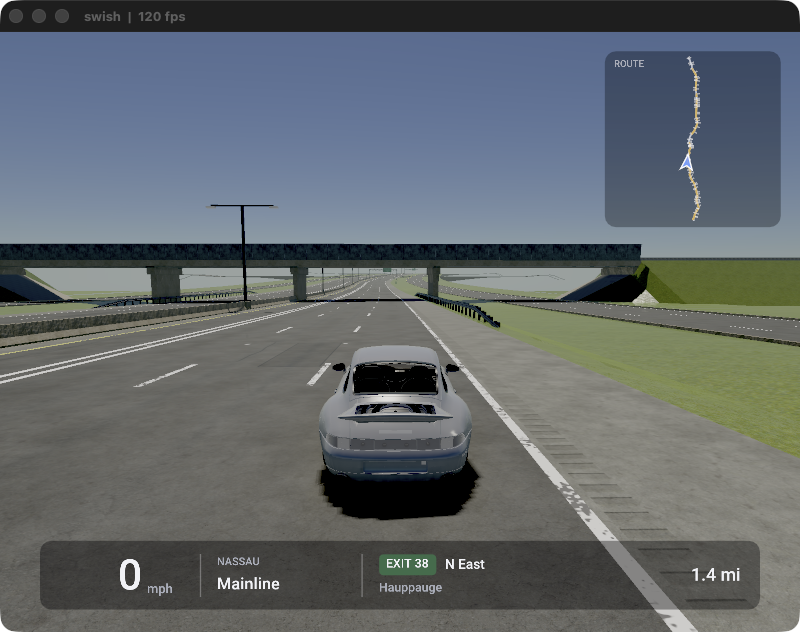 swish | 120 fps
ROUTE
0 mph
NASSAU
Mainline
EXIT 38 N East
Hauppauge
1.4 mi